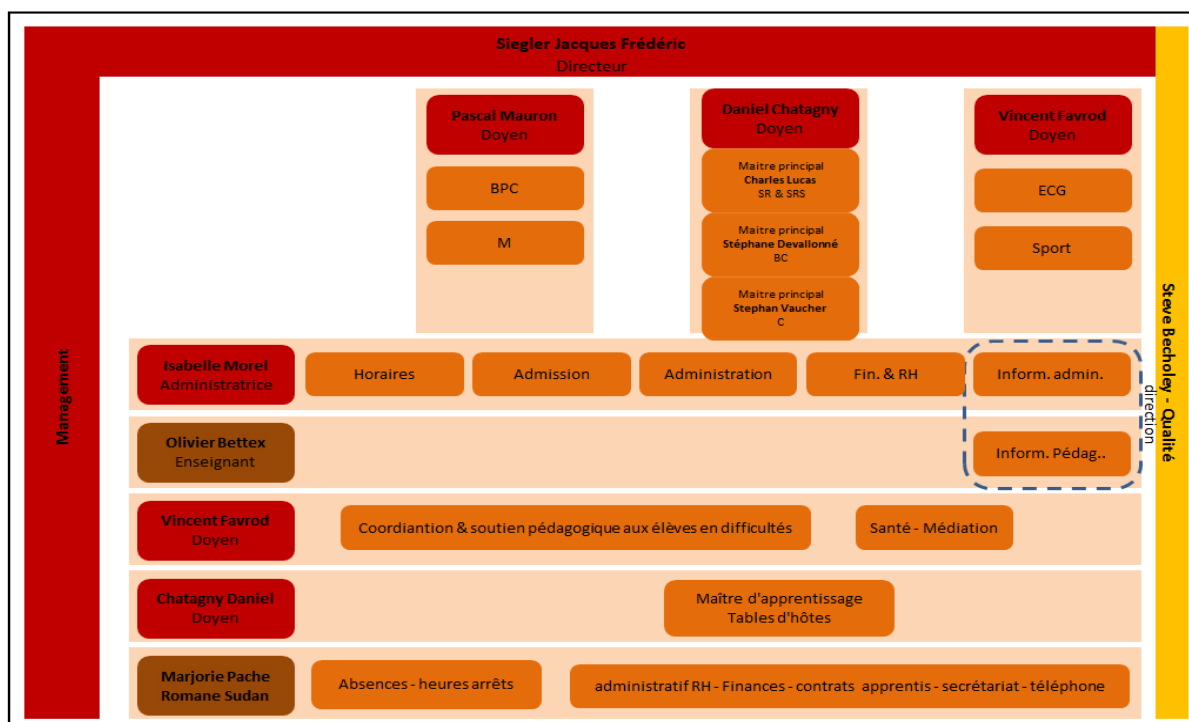 Siegler Jacques Frédéric
Directeur
Management
Steve Becholey - Qualité
direction
Pascal Mauron
Doyen
BPC
M
Daniel Chatagny
Doyen
Maitre principal
Charles Lucas
SR & SRS
Maitre principal
Stéphane Devallonné
BC
Maitre principal
Stephan Vaucher
C
Vincent Favrod
Doyen
ECG
Sport
Isabelle Morel
Administratrice
Horaires
Admission
Administration
Fin. & RH
Inform. admin.
Olivier Bettex
Enseignant
Inform. Pédag..
Vincent Favrod
Doyen
Coordiantion & soutien pédagogique aux élèves en difficultés
Santé - Médiation
Chatagny Daniel
Doyen
Maître d'apprentissage
Tables d'hôtes
Marjorie Pache
Romane Sudan
Absences - heures arrêts
administratif RH - Finances - contrats apprentis - secrétariat - téléphone